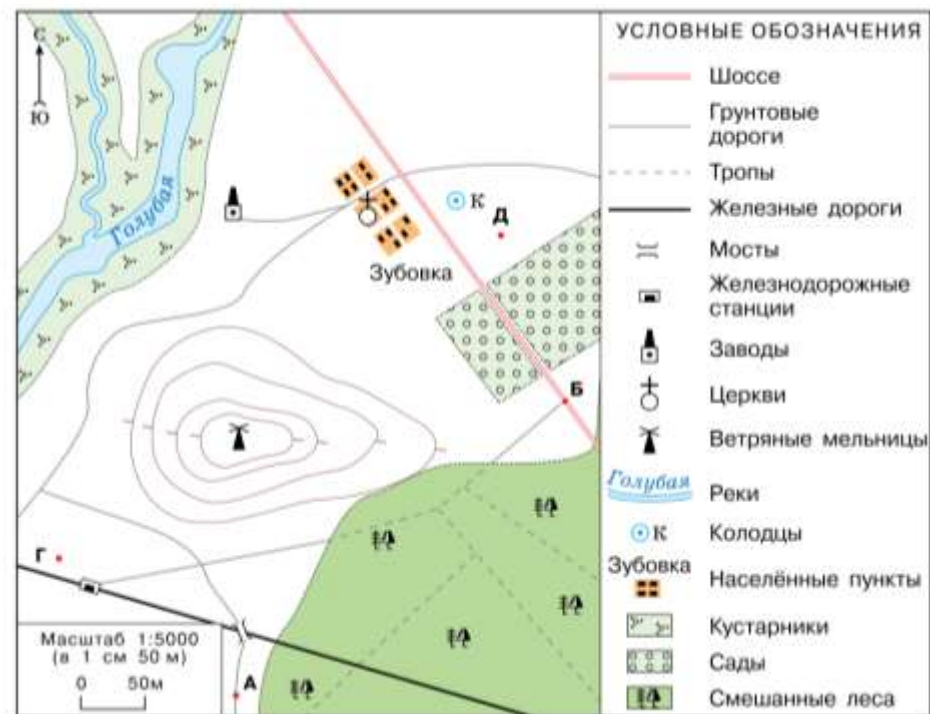 С
Ю
Голубая
К
Д
Зубовка
Б
Г
А
Масштаб 1:5000
(в 1 см 50 м)
0 50м
УСЛОВНЫЕ ОБОЗНАЧЕНИЯ
Шоссе
Грунтовые
дороги
Тропы
Железные дороги
Мосты
Железнодорожные
станции
Заводы
Церкви
Ветряные мельницы
Голубая Реки
К Колодцы
Зубовка
Населённые пункты
Кустарники
Сады
Смешанные леса